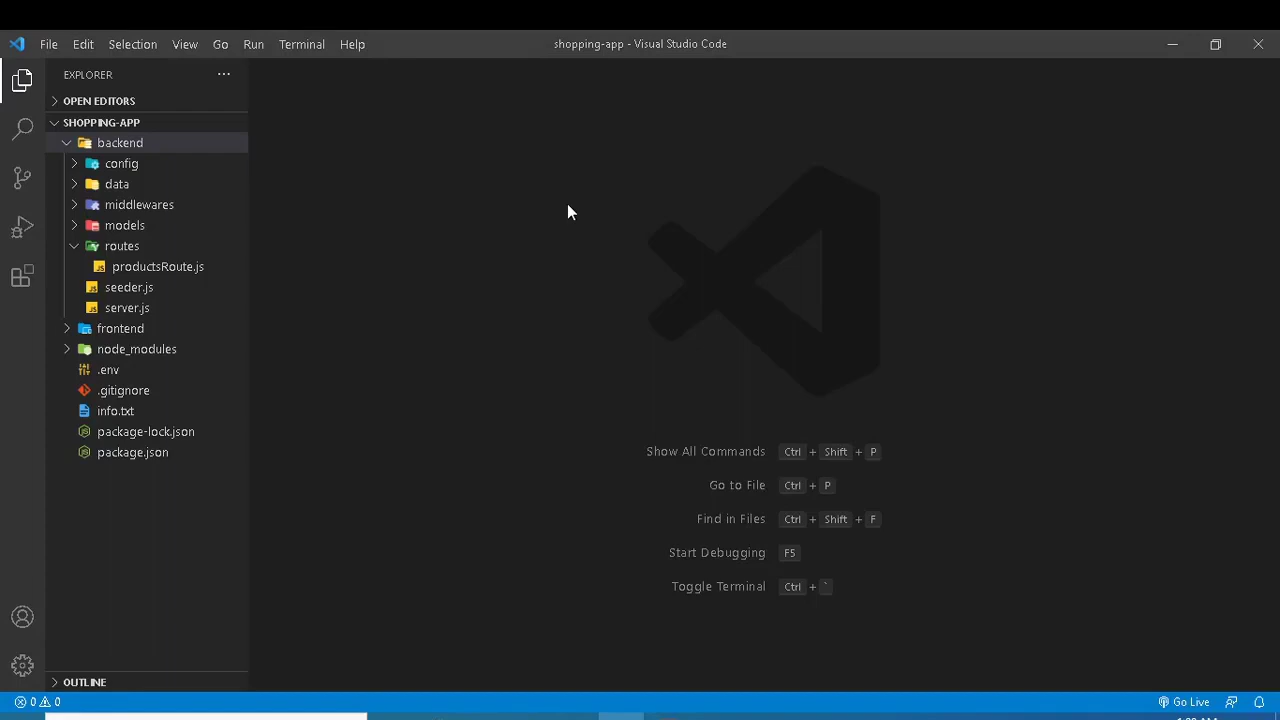 File Edit Selection View Go Run Terminal Help shopping-app - Visual Studio Code
EXPLORER ···
OPEN EDITORS
SHOPPING-APP
backend
config
data
middlewares
models
routes
JS productsRoute.js
JS seeder.js
JS server.js
frontend
node_modules
.env
.gitignore
info.txt
package-lock.json
package.json
Show All Commands Ctrl + Shift + P
Go to File Ctrl + P
Find in Files Ctrl + Shift + F
Start Debugging F5
Toggle Terminal Ctrl + `
OUTLINE
0 0 Go Live